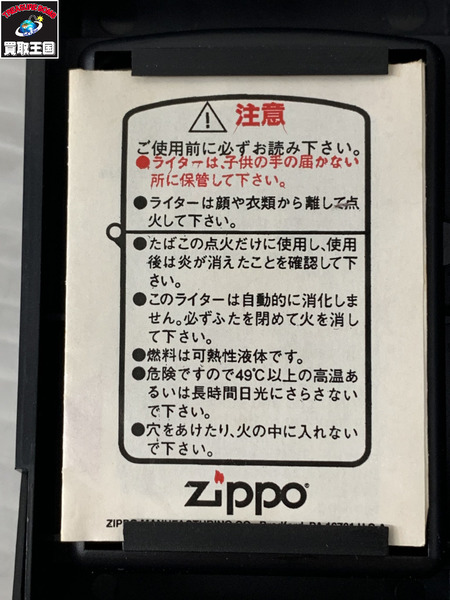 買取王国
注意
ご使用前に必ずお読み下さい。
●ライターは、子供の手の届かない
所に保管して下さい。
●ライターは顔や衣類から離して点
火して下さい。
●たばこの点火だけに使用し、使用
後は炎が消えたことを確認して下
さい。
●このライターは自動的に消化しま
せん。必ずふたを閉めて火を消し
て下さい。
●燃料は可熱性液体です。
●危険ですので49℃以上の高温あ
るいは長時間日光にさらさない
で下さい。
●穴をあけたり、火の中に入れない
で下さい。
Zippo®
ZIPPO MANUFACTURING CO. Bradford, PA 16701 U.S.A.